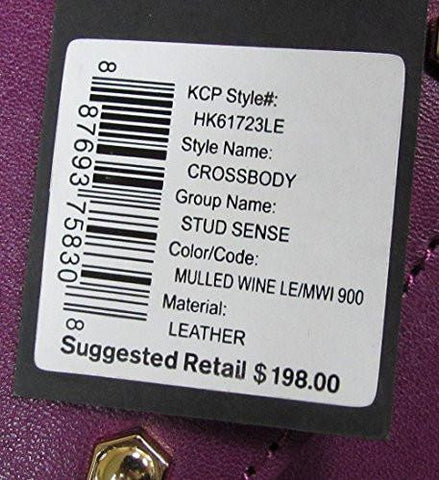 KCP Style#:
HK61723LE
Style Name:
CROSSBODY
Group Name:
STUD SENSE
Color/Code:
MULLED WINE LE/MWI 900
Material:
LEATHER
Suggested Retail $198.00
8 87693 75830 8